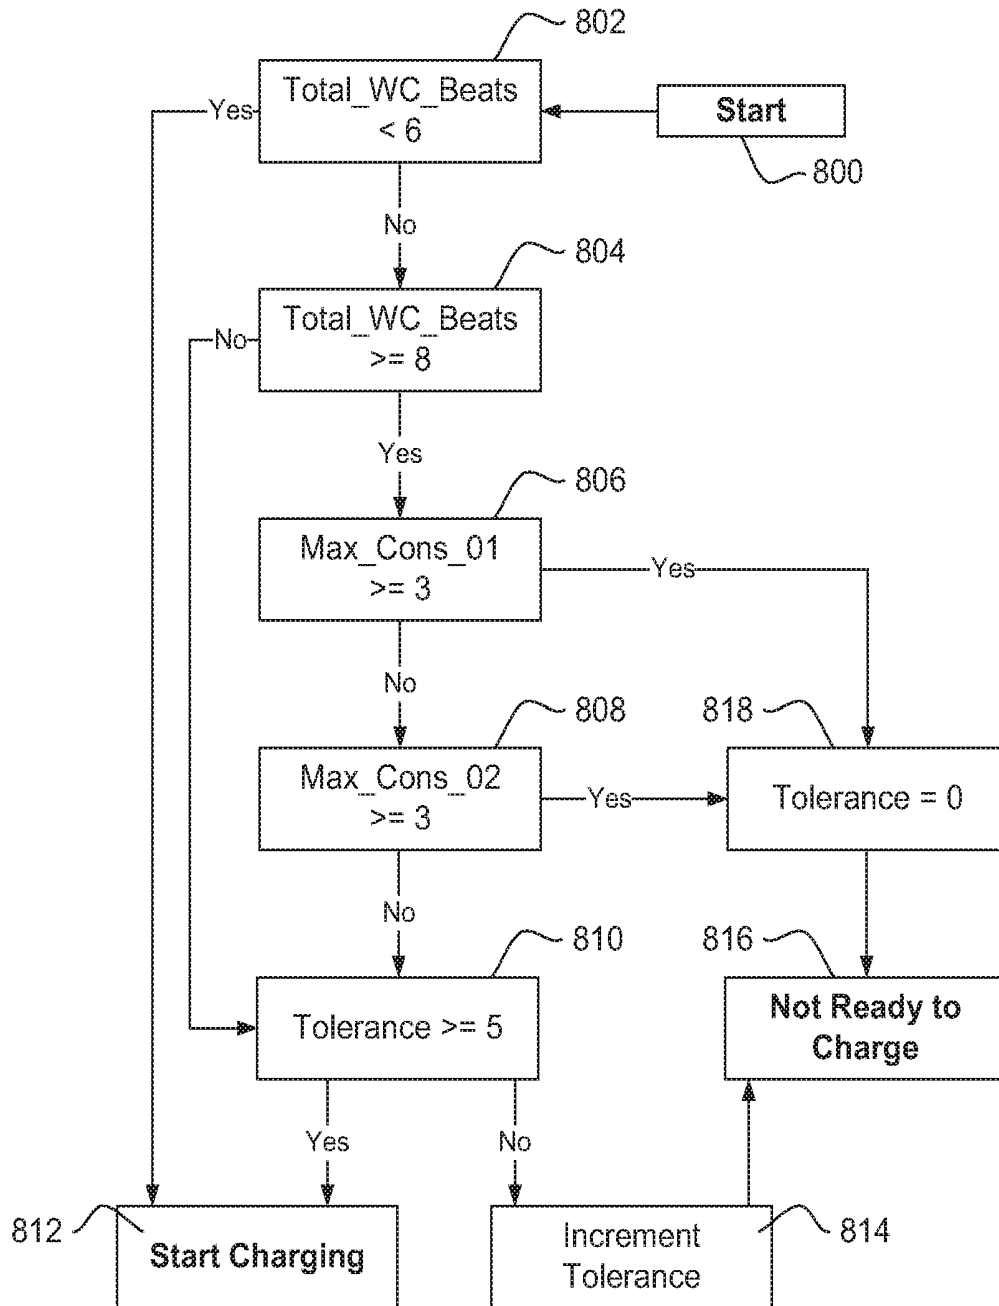 802
Total_WC_Beats
< 6
Start
800
Yes
No
804
Total_WC_Beats
>= 8
No
Yes
806
Max_Cons_01
>= 3
Yes
No
808
818
Max_Cons_02
>= 3
Yes
Tolerance = 0
No
810
816
Tolerance >= 5
Not Ready to
Charge
Yes
No
812
Start Charging
Increment
Tolerance
814